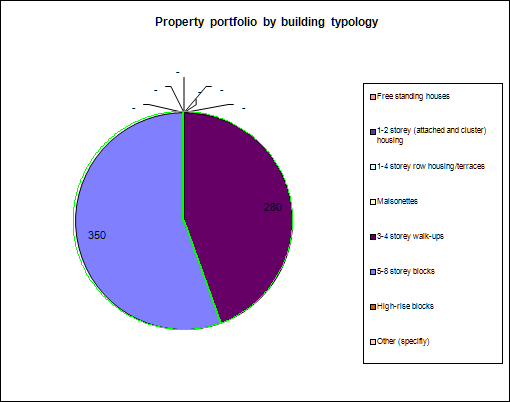 Property portfolio by building typology
-
-
-
-
-
-
280
350
Free standing houses
1-2 storey (attached and cluster)
housing
1-4 storey row housing/terraces
Maisonettes
3-4 storey walk-ups
5-8 storey blocks
High-rise blocks
Other (specifiy)